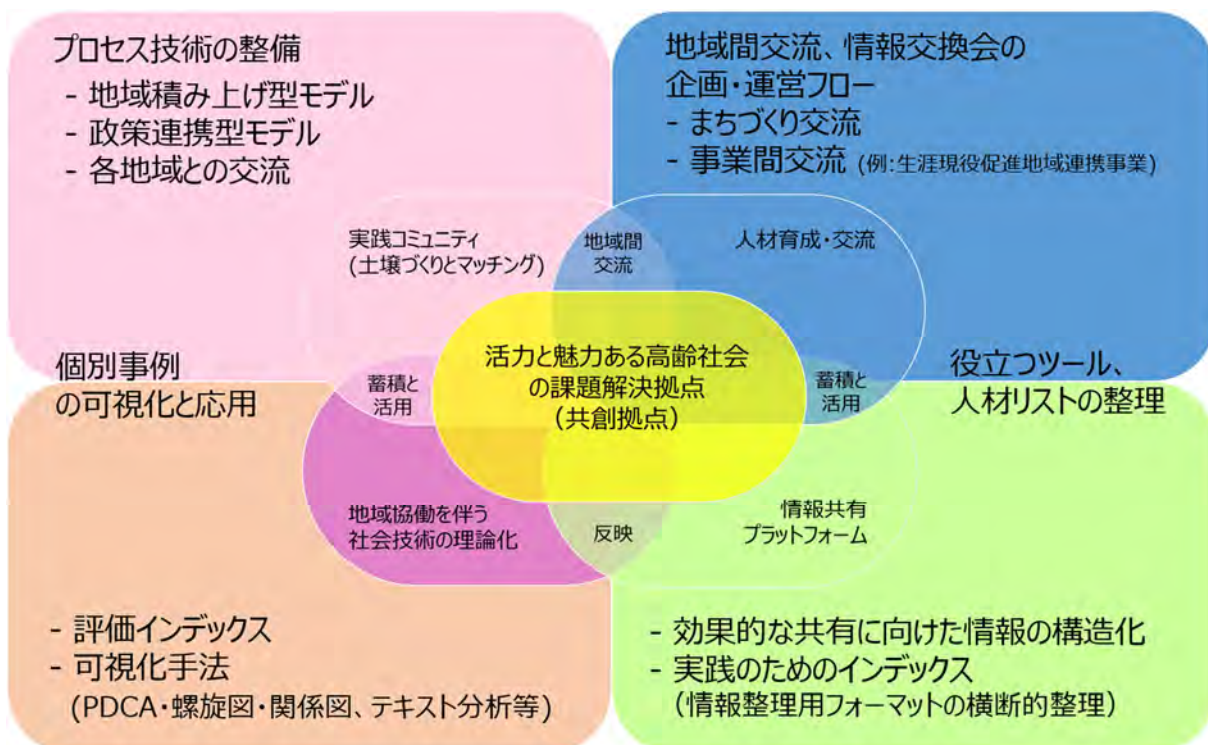 プロセス技術の整備
- 地域積み上げ型モデル
- 政策連携型モデル
- 各地域との交流
地域間交流、情報交換会の
企画・運営フロー
- まちづくり交流
- 事業間交流 (例:生涯現役促進地域連携事業)
実践コミュニティ
(土壌づくりとマッチング)
地域間
交流
人材育成・交流
個別事例
の可視化と応用
蓄積と
活用
活力と魅力ある高齢社会
の課題解決拠点
(共創拠点)
蓄積と
活用
役立つツール、
人材リストの整理
地域協働を伴う
社会技術の理論化
反映
情報共有
プラットフォーム
- 評価インデックス
- 可視化手法
(PDCA・螺旋図・関係図、テキスト分析等)
- 効果的な共有に向けた情報の構造化
- 実践のためのインデックス
(情報整理用フォーマットの横断的整理)